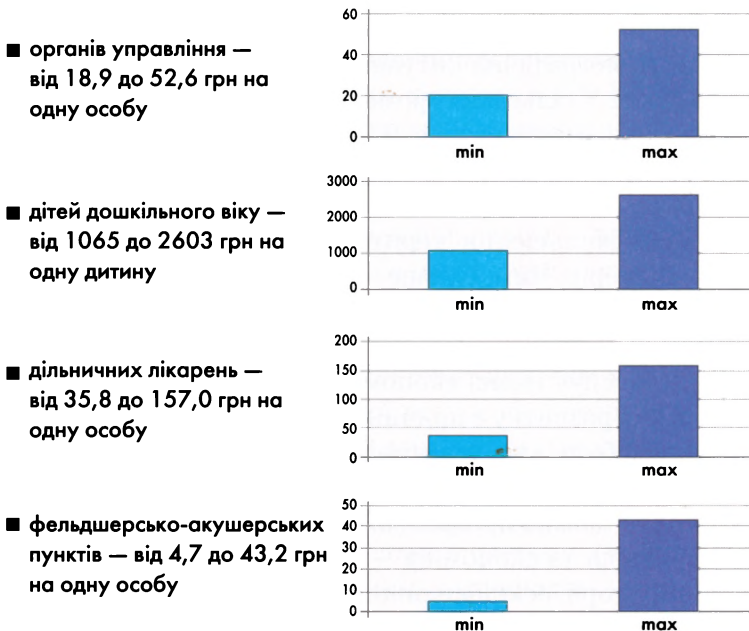 ■ органів управління —
від 18,9 до 52,6 грн на
одну особу
60
40
20
0
min max
■ дітей дошкільного віку —
від 1065 до 2603 грн на
одну дитину
3000
2000
1000
0
min max
■ дільничних лікарень —
від 35,8 до 157,0 грн на
одну особу
200
150
100
50
0
min max
■ фельдшерсько-акушерських
пунктів — від 4,7 до 43,2 грн
на одну особу
50
40
30
20
10
0
min max